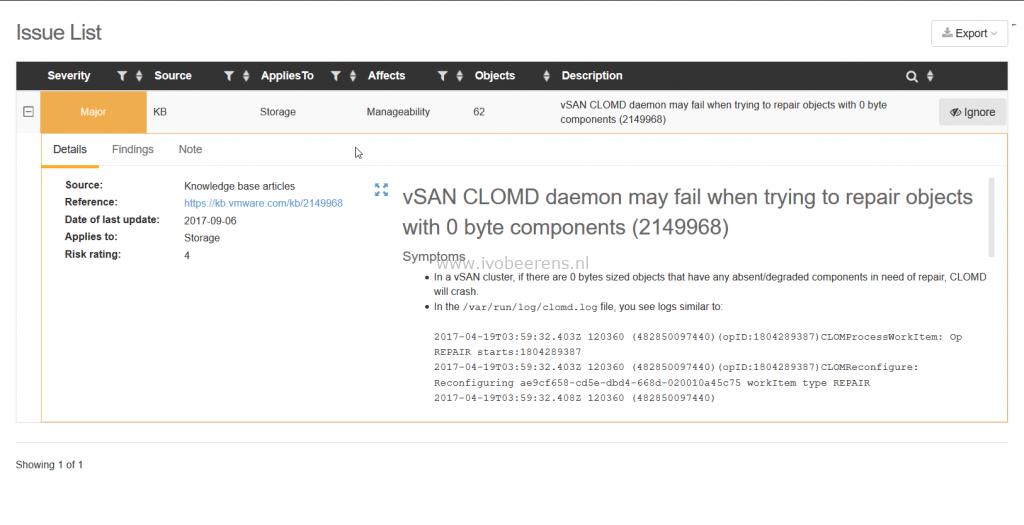 Issue List
Export
Severity Source AppliesTo Affects Objects Description
Major KB Storage Manageability 62 vSAN CLOMD daemon may fail when trying to repair objects with 0 byte
components (2149968)
Ignore
Details Findings Note
Source: Knowledge base articles
Reference: https://kb.vmware.com/kb/2149968
Date of last update: 2017-09-06
Applies to: Storage
Risk rating: 4
vSAN CLOMD daemon may fail when trying to repair objects
with 0 byte components (2149968)
Symptoms
www.ivobeerens.nl
In a vSAN cluster, if there are 0 bytes sized objects that have any absent/degraded components in need of repair, CLOMD
will crash.
In the /var/run/log/clomd.log file, you see logs similar to:
2017-04-19T03:59:32.403Z 120360 (482850097440)(opID:1804289387)CLOMProcessWorkItem: Op
REPAIR starts:1804289387
2017-04-19T03:59:32.403Z 120360 (482850097440)(opID:1804289387)CLOMReconfigure:
Reconfiguring ae9cf658-cd5e-dbd4-668d-020010a45c75 workItem type REPAIR
2017-04-19T03:59:32.408Z 120360 (482850097440)
Showing 1 of 1